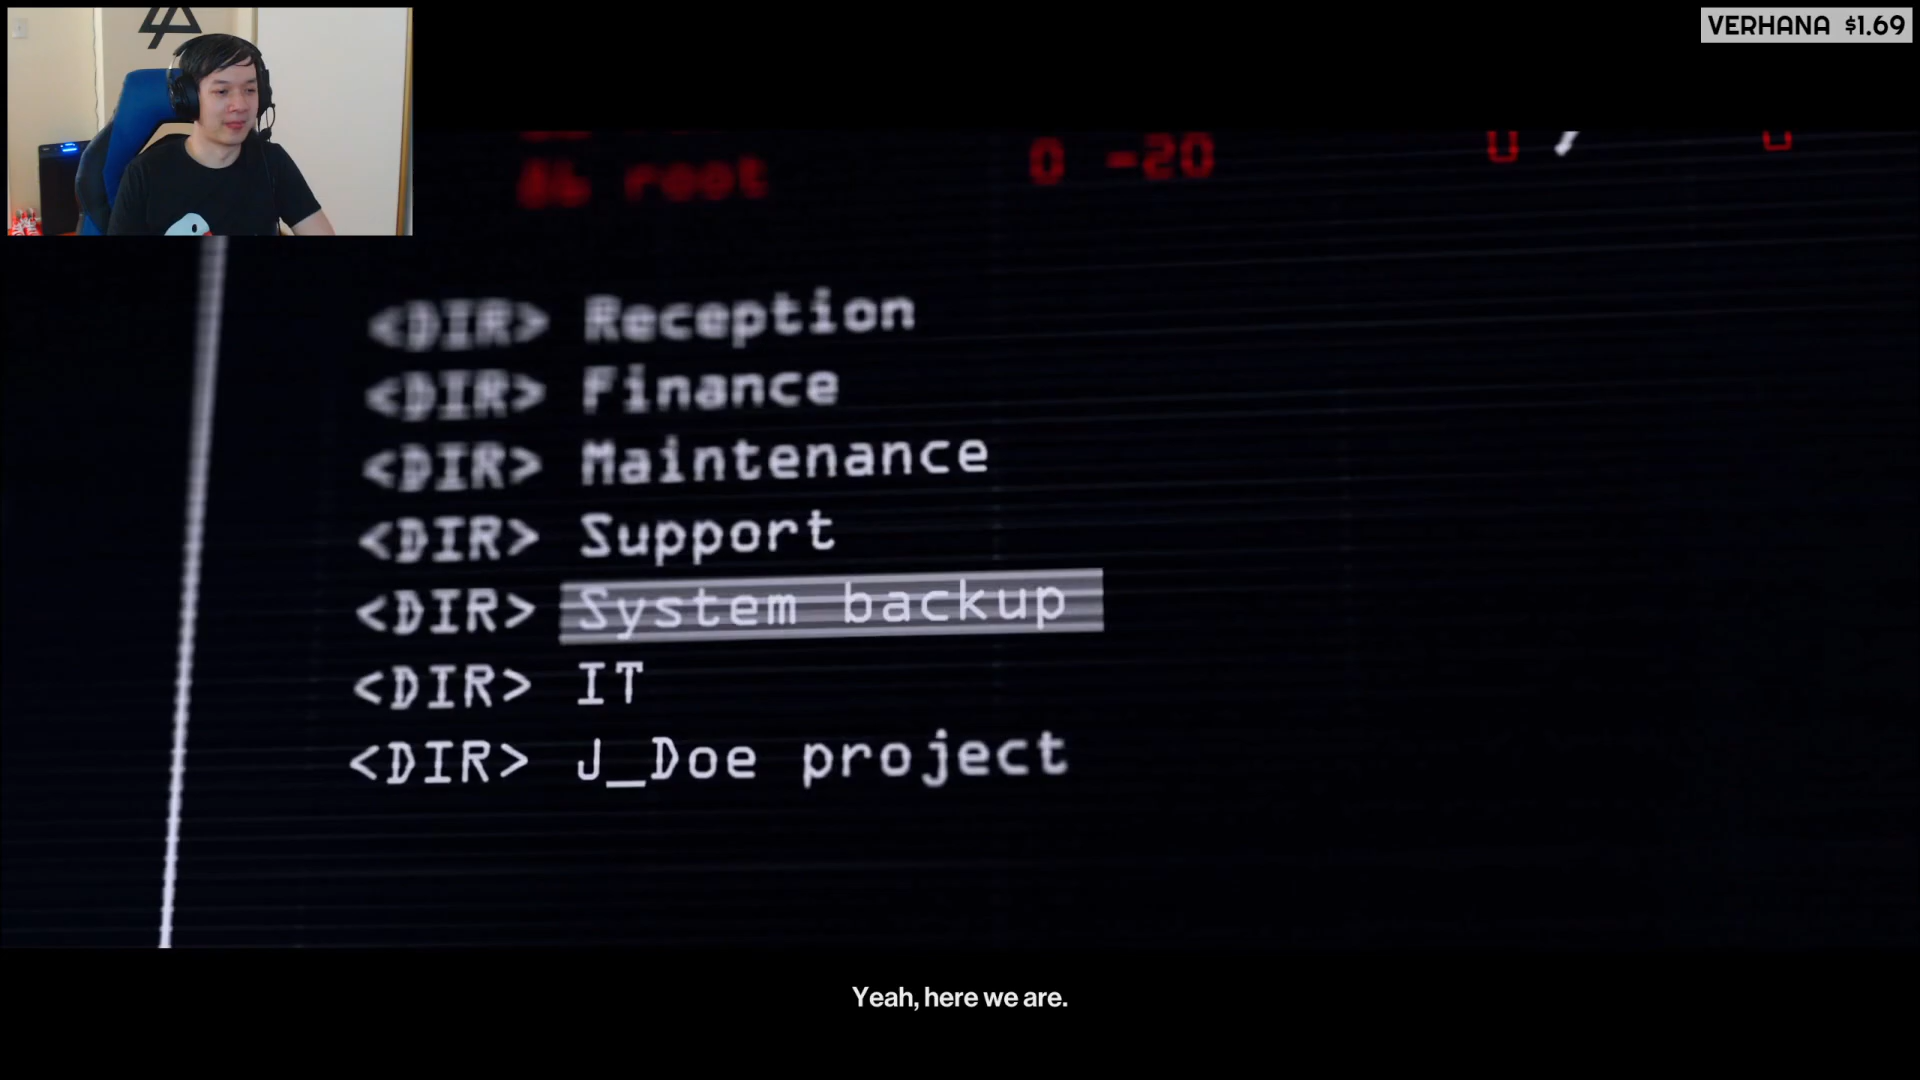 VERHANA $1.69
root 0 -20
<DIR> Reception
<DIR> Finance
<DIR> Maintenance
<DIR> Support
<DIR> System backup
<DIR> IT
<DIR> J_Doe project
Yeah, here we are.